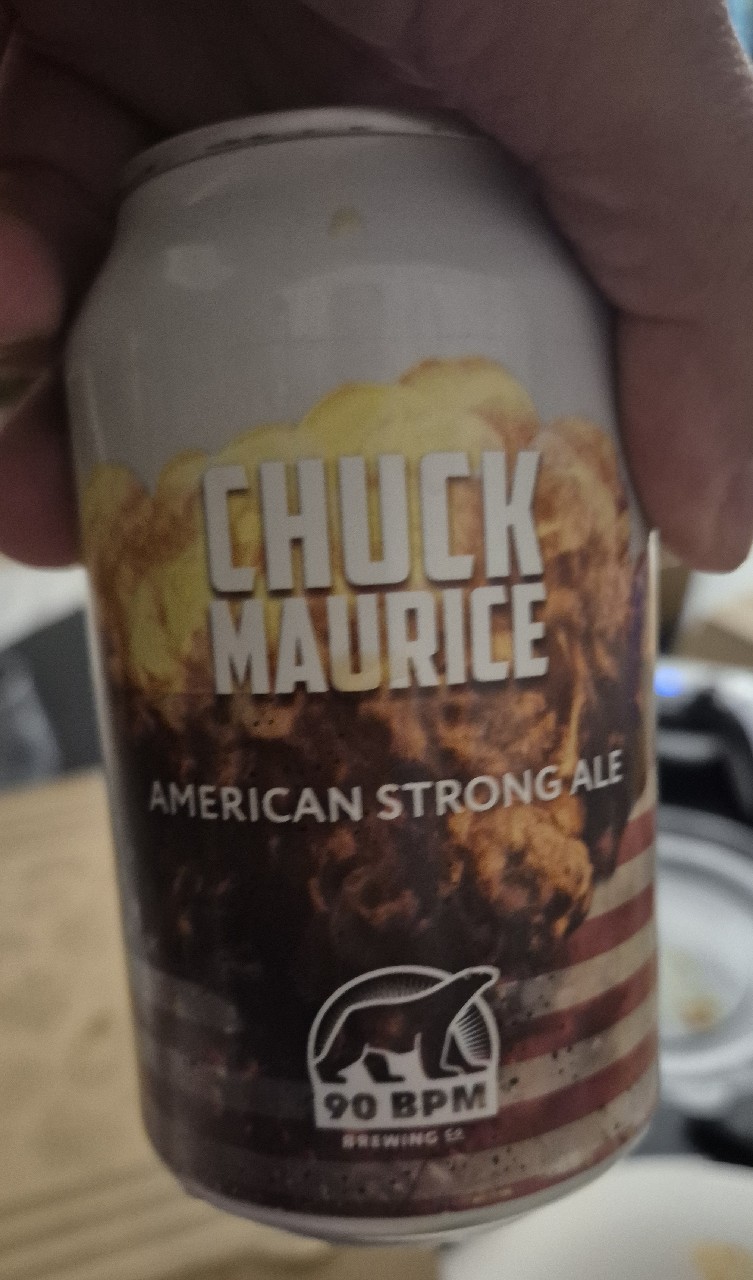 CHUCK
MAURICE
AMERICAN STRONG ALE
90 BPM
BREWING CO.